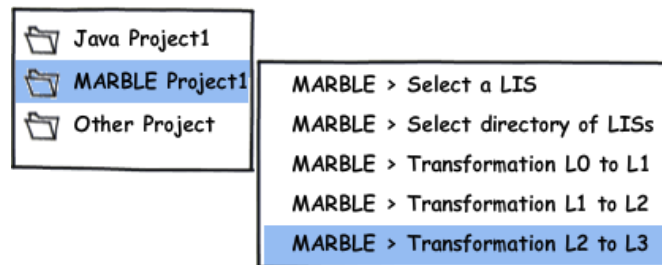 Java Project1
MARBLE Project1
Other Project
MARBLE > Select a LIS
MARBLE > Select directory of LISs
MARBLE > Transformation L0 to L1
MARBLE > Transformation L1 to L2
MARBLE > Transformation L2 to L3